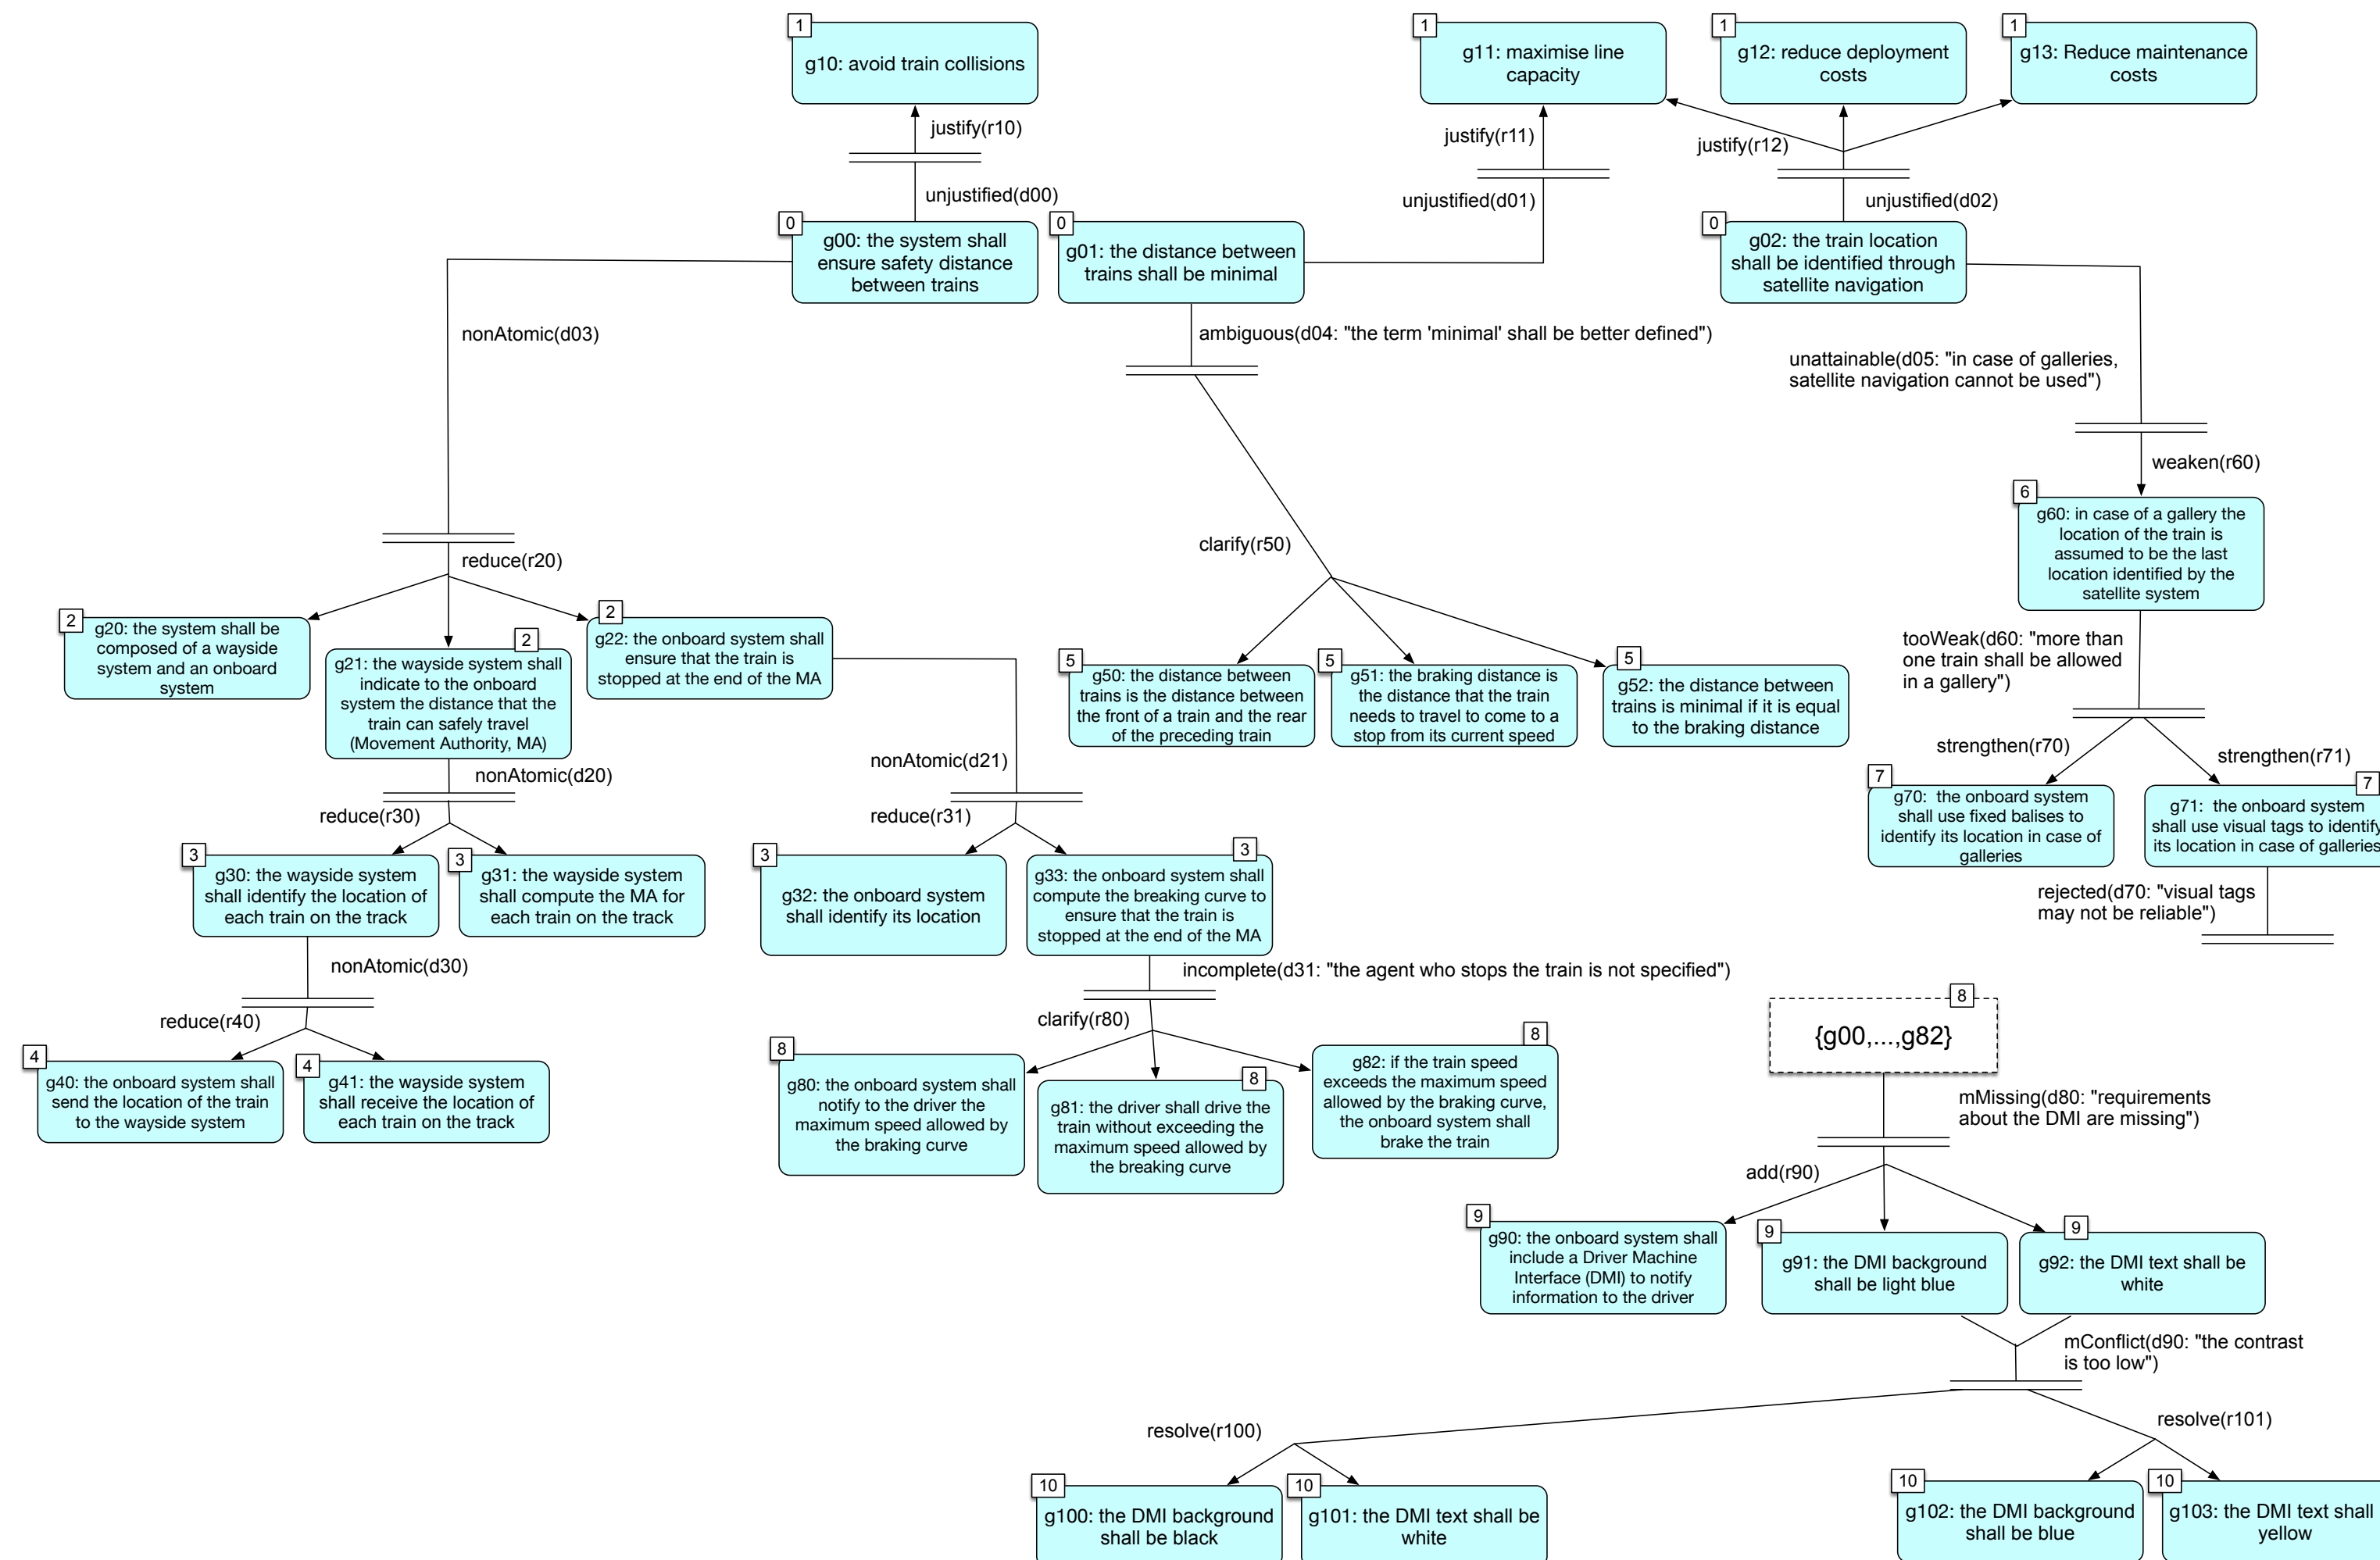 1
g10: avoid train collisions
1
g11: maximise line
capacity
1
g12: reduce deployment
costs
1
g13: Reduce maintenance
costs
justify(r10)
justify(r11)
justify(r12)
unjustified(d00)
unjustified(d01)
unjustified(d02)
0
g00: the system shall
ensure safety distance
between trains
0
g01: the distance between
trains shall be minimal
0
g02: the train location
shall be identified through
satellite navigation
nonAtomic(d03)
ambiguous(d04: "the term 'minimal' shall be better defined")
unattainable(d05: "in case of galleries,
satellite navigation cannot be used")
weaken(r60)
6
g60: in case of a gallery the
location of the train is
assumed to be the last
location identified by the
satellite system
reduce(r20)
clarify(r50)
2
g20: the system shall be
composed of a wayside
system and an onboard
system
2
g21: the wayside system shall
indicate to the onboard
system the distance that the
train can safely travel
(Movement Authority, MA)
2
g22: the onboard system shall
ensure that the train is
stopped at the end of the MA
5
g50: the distance between
trains is the distance between
the front of a train and the rear
of the preceding train
5
g51: the braking distance is
the distance that the train
needs to travel to come to a
stop from its current speed
5
g52: the distance between
trains is minimal if it is equal
to the braking distance
tooWeak(d60: "more than
one train shall be allowed
in a gallery")
strengthen(r70)
strengthen(r71)
nonAtomic(d20)
nonAtomic(d21)
reduce(r30)
reduce(r31)
7
g70: the onboard system
shall use fixed balises to
identify its location in case of
galleries
7
g71: the onboard system
shall use visual tags to identify
its location in case of galleries
3
g30: the wayside system
shall identify the location of
each train on the track
3
g31: the wayside system
shall compute the MA for
each train on the track
3
g32: the onboard system
shall identify its location
3
g33: the onboard system shall
compute the breaking curve to
ensure that the train is
stopped at the end of the MA
rejected(d70: "visual tags
may not be reliable")
nonAtomic(d30)
incomplete(d31: "the agent who stops the train is not specified")
reduce(r40)
clarify(r80)
8
{g00,...,g82}
4
g40: the onboard system shall
send the location of the train
to the wayside system
4
g41: the wayside system
shall receive the location of
each train on the track
8
g80: the onboard system shall
notify to the driver the
maximum speed allowed by
the braking curve
8
g81: the driver shall drive the
train without exceeding the
maximum speed allowed by
the breaking curve
8
g82: if the train speed
exceeds the maximum speed
allowed by the braking curve,
the onboard system shall
brake the train
mMissing(d80: "requirements
about the DMI are missing")
add(r90)
9
g90: the onboard system shall
include a Driver Machine
Interface (DMI) to notify
information to the driver
9
g91: the DMI background
shall be light blue
9
g92: the DMI text shall be
white
mConflict(d90: "the contrast
is too low")
resolve(r100)
resolve(r101)
10
g100: the DMI background
shall be black
10
g101: the DMI text shall be
white
10
g102: the DMI background
shall be blue
10
g103: the DMI text shall
yellow